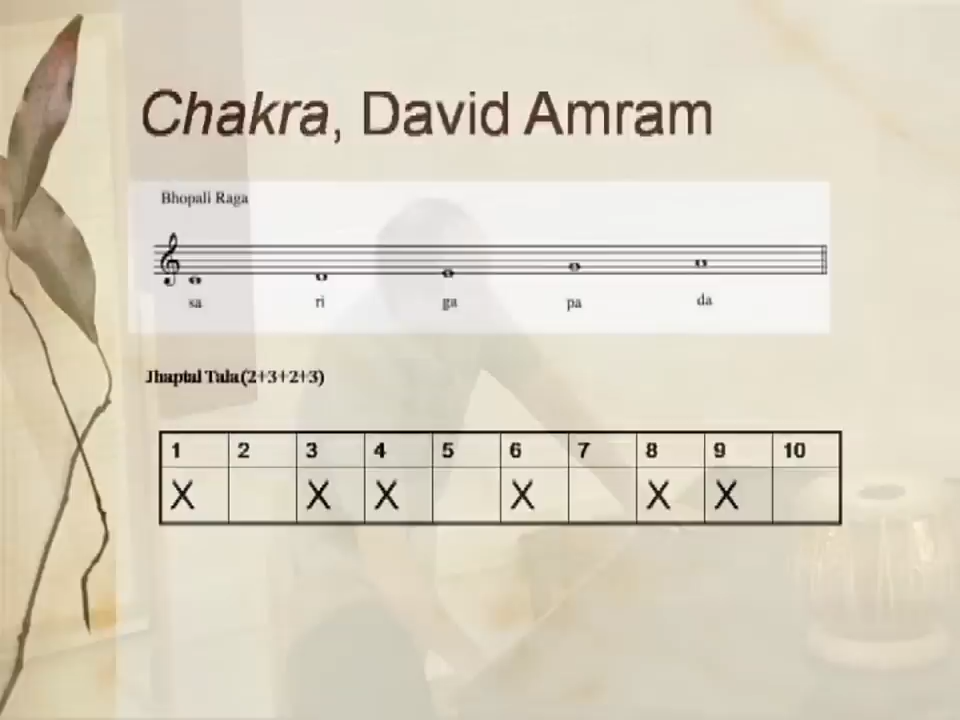 Chakra, David Amram
Bhopali Raga
sa ri ga pa da
Jhaptal Tala (2+3+2+3)
1 2 3 4 5 6 7 8 9 10
X X X X X X